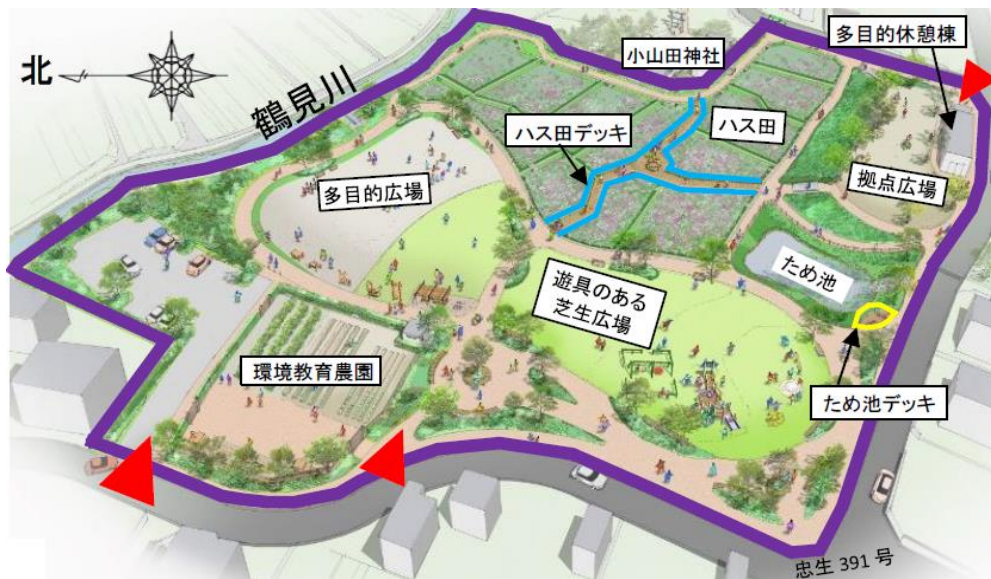 多目的休憩棟
小山田神社
北
鶴見川
ハス田デッキ
ハス田
多目的広場
拠点広場
ため池
遊具のある
芝生広場
環境教育農園
ため池デッキ
忠生 391 号